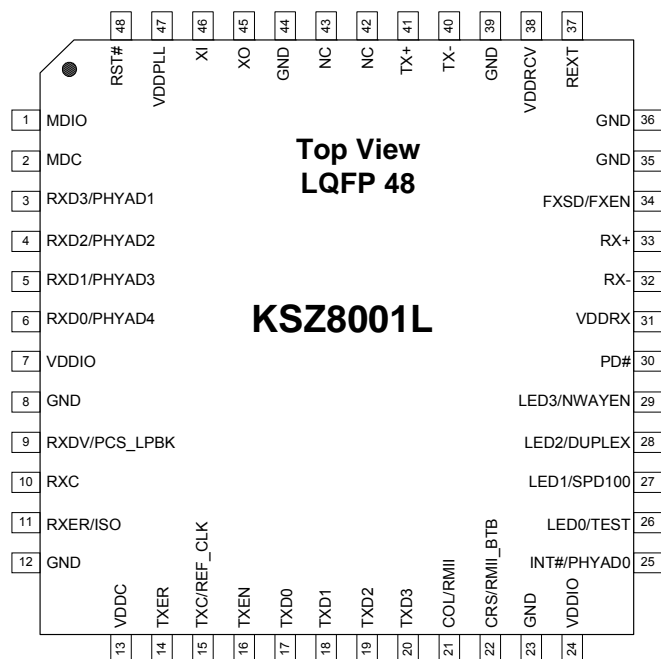 48 47 46 45 44 43 42 41 40 39 38 37
RST# VDDPLL XI XO GND NC NC TX+ TX- GND VDDRCV REXT
1 MDIO
2 MDC
3 RXD3/PHYAD1
4 RXD2/PHYAD2
5 RXD1/PHYAD3
6 RXD0/PHYAD4
7 VDDIO
8 GND
9 RXDV/PCS_LPBK
10 RXC
11 RXER/ISO
12 GND
Top View
LQFP 48
KSZ8001L
GND 36
GND 35
FXSD/FXEN 34
RX+ 33
RX- 32
VDDRX 31
PD# 30
LED3/NWAYEN 29
LED2/DUPLEX 28
LED1/SPD100 27
LED0/TEST 26
INT#/PHYAD0 25
VDDC TXER TXC/REF_CLK TXEN TXD0 TXD1 TXD2 TXD3 COL/RMII CRS/RMII_BTB GND VDDIO
13 14 15 16 17 18 19 20 21 22 23 24